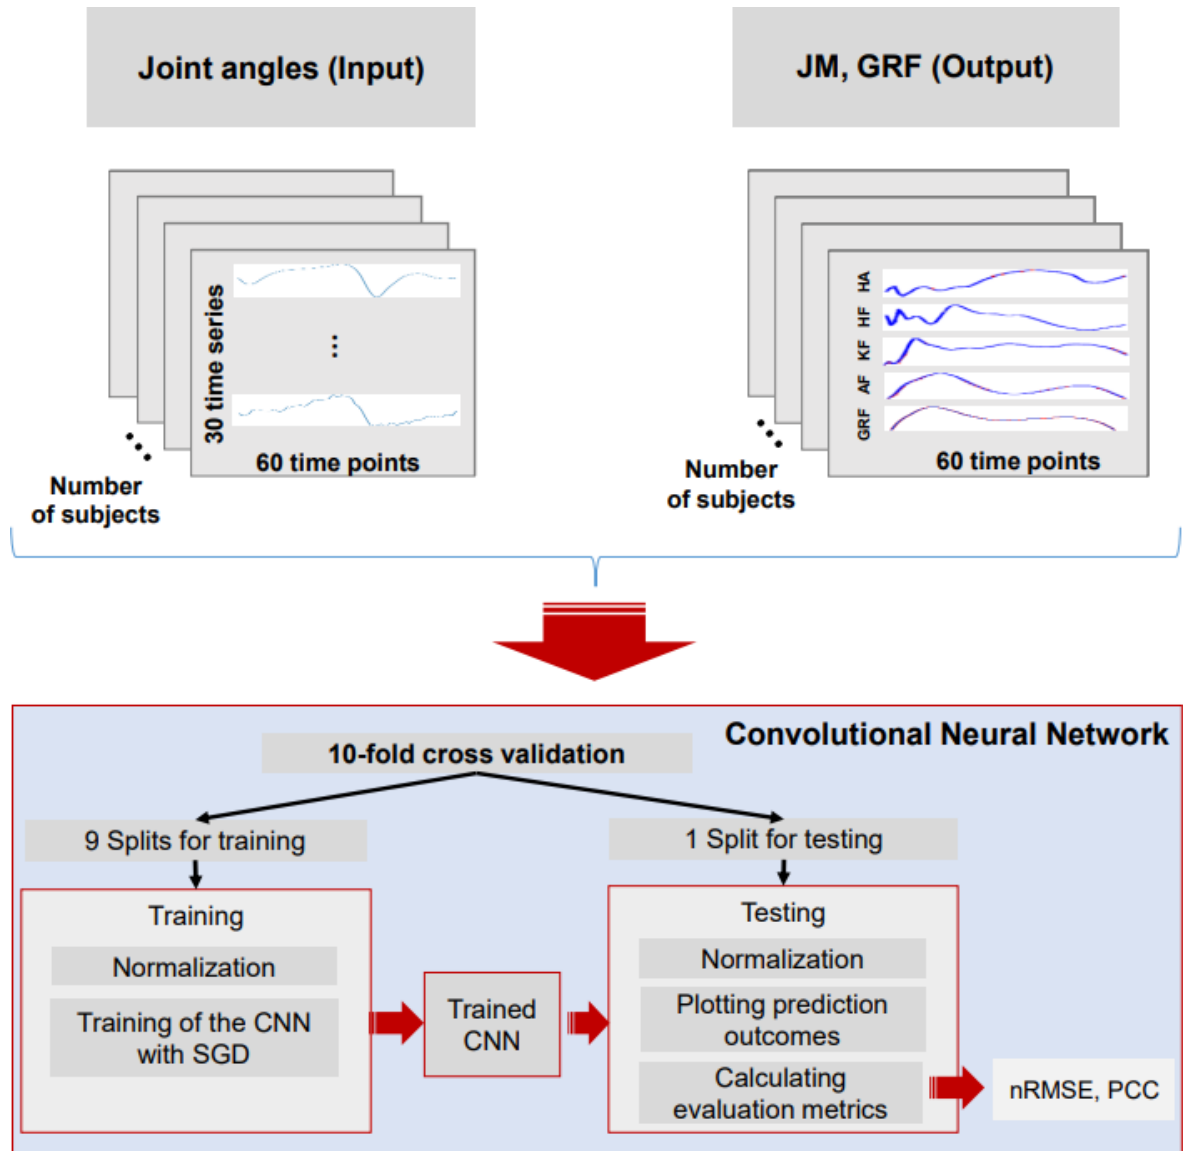 Joint angles (Input)
JM, GRF (Output)
30 time series
...
60 time points
Number
of subjects
HA
HF
KF
AF
GRF
60 time points
Number
of subjects
Convolutional Neural Network
10-fold cross validation
9 Splits for training
1 Split for testing
Training
Normalization
Training of the CNN
with SGD
Trained
CNN
Testing
Normalization
Plotting prediction
outcomes
Calculating
evaluation metrics
nRMSE, PCC